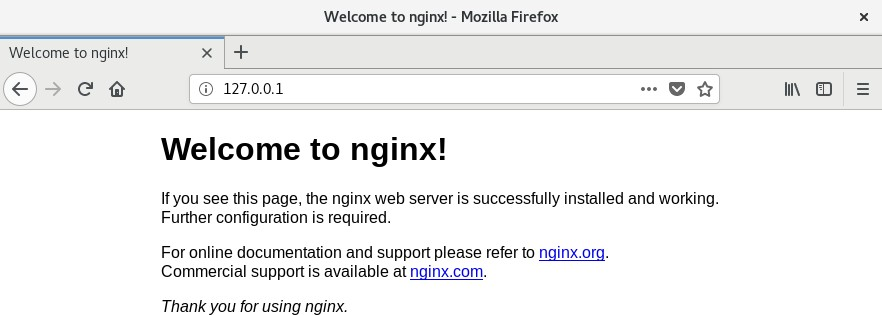 Welcome to nginx! - Mozilla Firefox
Welcome to nginx!
127.0.0.1
Welcome to nginx!
If you see this page, the nginx web server is successfully installed and working.
Further configuration is required.
For online documentation and support please refer to nginx.org.
Commercial support is available at nginx.com.
Thank you for using nginx.